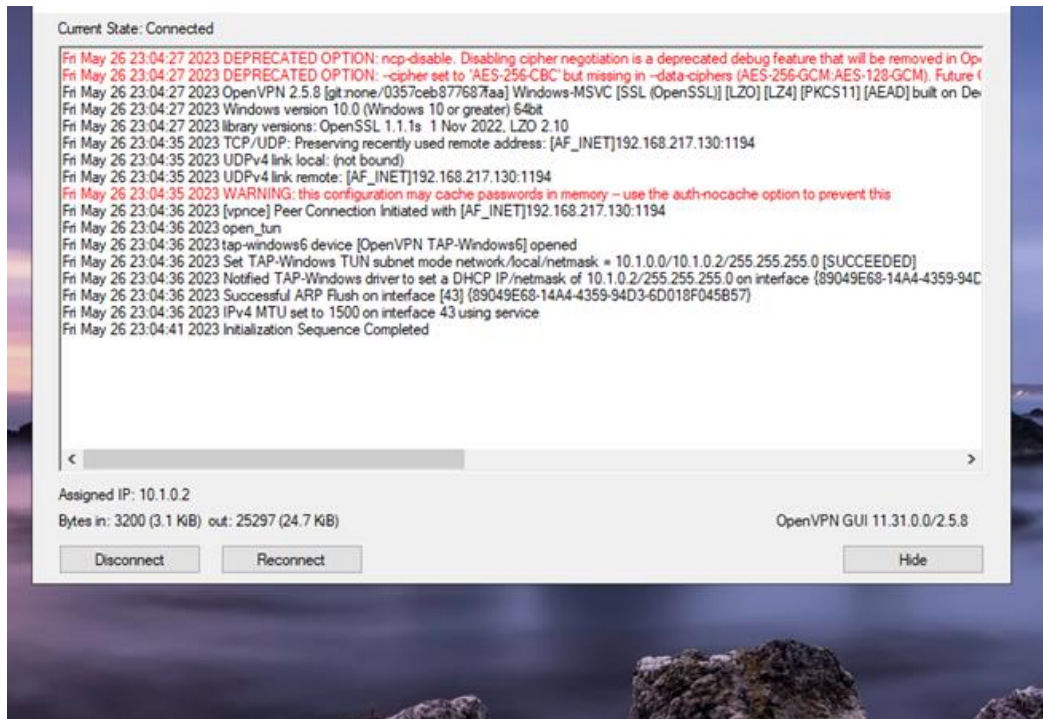 Current State: Connected
Fri May 26 23:04:27 2023 DEPRECATED OPTION: ncp-disable. Disabling cipher negotiation is a deprecated debug feature that will be removed in Ope
Fri May 26 23:04:27 2023 DEPRECATED OPTION: --cipher set to 'AES-256-CBC' but missing in --data-ciphers (AES-256-GCM:AES-128-GCM). Future
Fri May 26 23:04:27 2023 OpenVPN 2.5.8 [git:none/0357ceb877687faa] Windows-MSVC [SSL (OpenSSL)] [LZO] [LZ4] [PKCS11] [AEAD] built on De
Fri May 26 23:04:27 2023 Windows version 10.0 (Windows 10 or greater) 64bit
Fri May 26 23:04:27 2023 library versions: OpenSSL 1.1.1s 1 Nov 2022, LZO 2.10
Fri May 26 23:04:35 2023 TCP/UDP: Preserving recently used remote address: [AF_INET]192.168.217.130:1194
Fri May 26 23:04:35 2023 UDPv4 link local: (not bound)
Fri May 26 23:04:35 2023 UDPv4 link remote: [AF_INET]192.168.217.130:1194
Fri May 26 23:04:35 2023 WARNING: this configuration may cache passwords in memory -- use the auth-nocache option to prevent this
Fri May 26 23:04:36 2023 [vpnce] Peer Connection Initiated with [AF_INET]192.168.217.130:1194
Fri May 26 23:04:36 2023 open_tun
Fri May 26 23:04:36 2023 tap-windows6 device [OpenVPN TAP-Windows6] opened
Fri May 26 23:04:36 2023 Set TAP-Windows TUN subnet mode network/local/netmask = 10.1.0.0/10.1.0.2/255.255.255.0 [SUCCEEDED]
Fri May 26 23:04:36 2023 Notified TAP-Windows driver to set a DHCP IP/netmask of 10.1.0.2/255.255.255.0 on interface {89049E68-14A4-4359-94D
Fri May 26 23:04:36 2023 Successful ARP Flush on interface [43] {89049E68-14A4-4359-94D3-6D018F045B57}
Fri May 26 23:04:36 2023 IPv4 MTU set to 1500 on interface 43 using service
Fri May 26 23:04:41 2023 Initialization Sequence Completed
Assigned IP: 10.1.0.2
Bytes in: 3200 (3.1 KiB) out: 25297 (24.7 KiB)
OpenVPN GUI 11.31.0.0/2.5.8
Disconnect
Reconnect
Hide